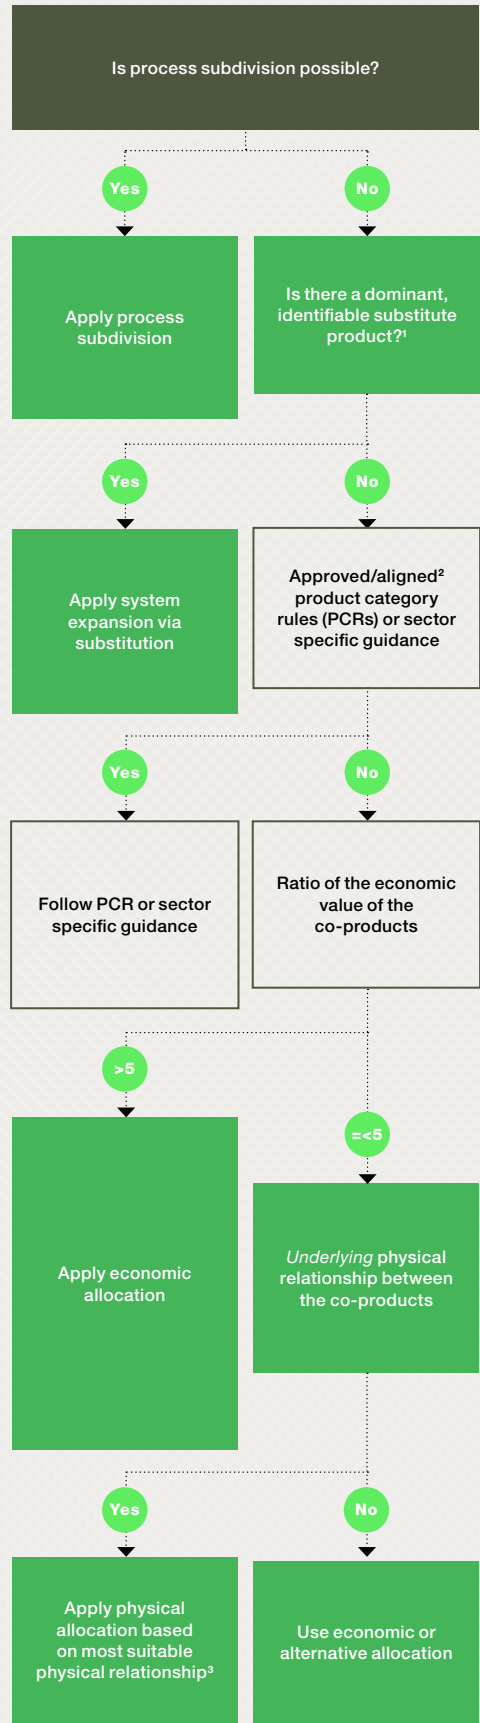 Is process subdivision possible?
Yes
No
Apply process
subdivision
Is there a dominant,
identifiable substitute
product?¹
Yes
No
Apply system
expansion via
substitution
Approved/aligned²
product category
rules (PCRs) or sector
specific guidance
Yes
No
Follow PCR or sector
specific guidance
Ratio of the economic
value of the
co-products
>5
=<5
Apply economic
allocation
Underlying physical
relationship between
the co-products
Yes
No
Apply physical
allocation based
on most suitable
physical relationship³
Use economic or
alternative allocation